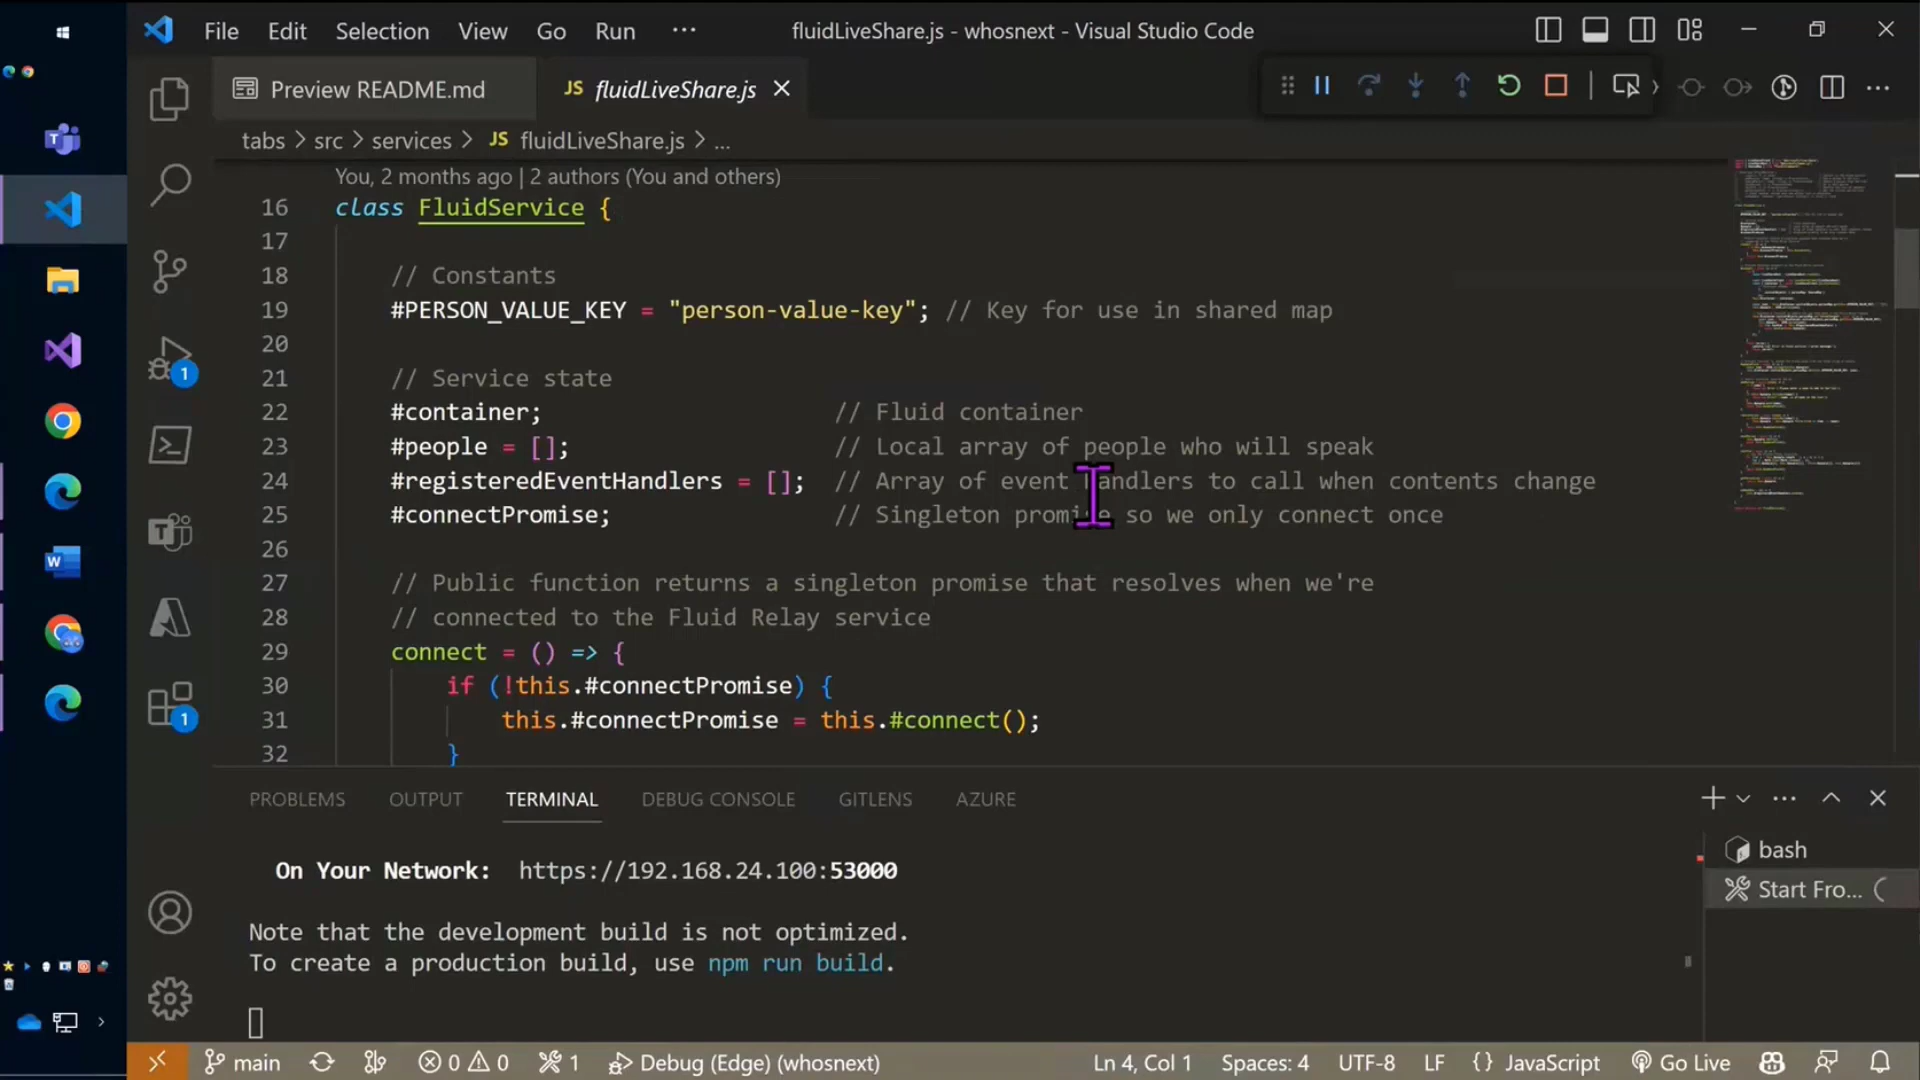 File Edit Selection View Go Run ···
fluidLiveShare.js - whosnext - Visual Studio Code
Preview README.md
JS fluidLiveShare.js
tabs > src > services > JS fluidLiveShare.js > ...
You, 2 months ago | 2 authors (You and others)
16 class FluidService {
17
18 // Constants
19 #PERSON_VALUE_KEY = "person-value-key"; // Key for use in shared map
20
21 // Service state
22 #container; // Fluid container
23 #people = []; // Local array of people who will speak
24 #registeredEventHandlers = []; // Array of event handlers to call when contents change
25 #connectPromise; // Singleton promise so we only connect once
26
27 // Public function returns a singleton promise that resolves when we're
28 // connected to the Fluid Relay service
29 connect = () => {
30 if (!this.#connectPromise) {
31 this.#connectPromise = this.#connect();
32 }
1
1
PROBLEMS OUTPUT TERMINAL DEBUG CONSOLE GITLENS AZURE
On Your Network: https://192.168.24.100:53000
Note that the development build is not optimized.
To create a production build, use npm run build.
bash
Start Fro...
main 0 0 1 Debug (Edge) (whosnext) Ln 4, Col 1 Spaces: 4 UTF-8 LF {} JavaScript Go Live